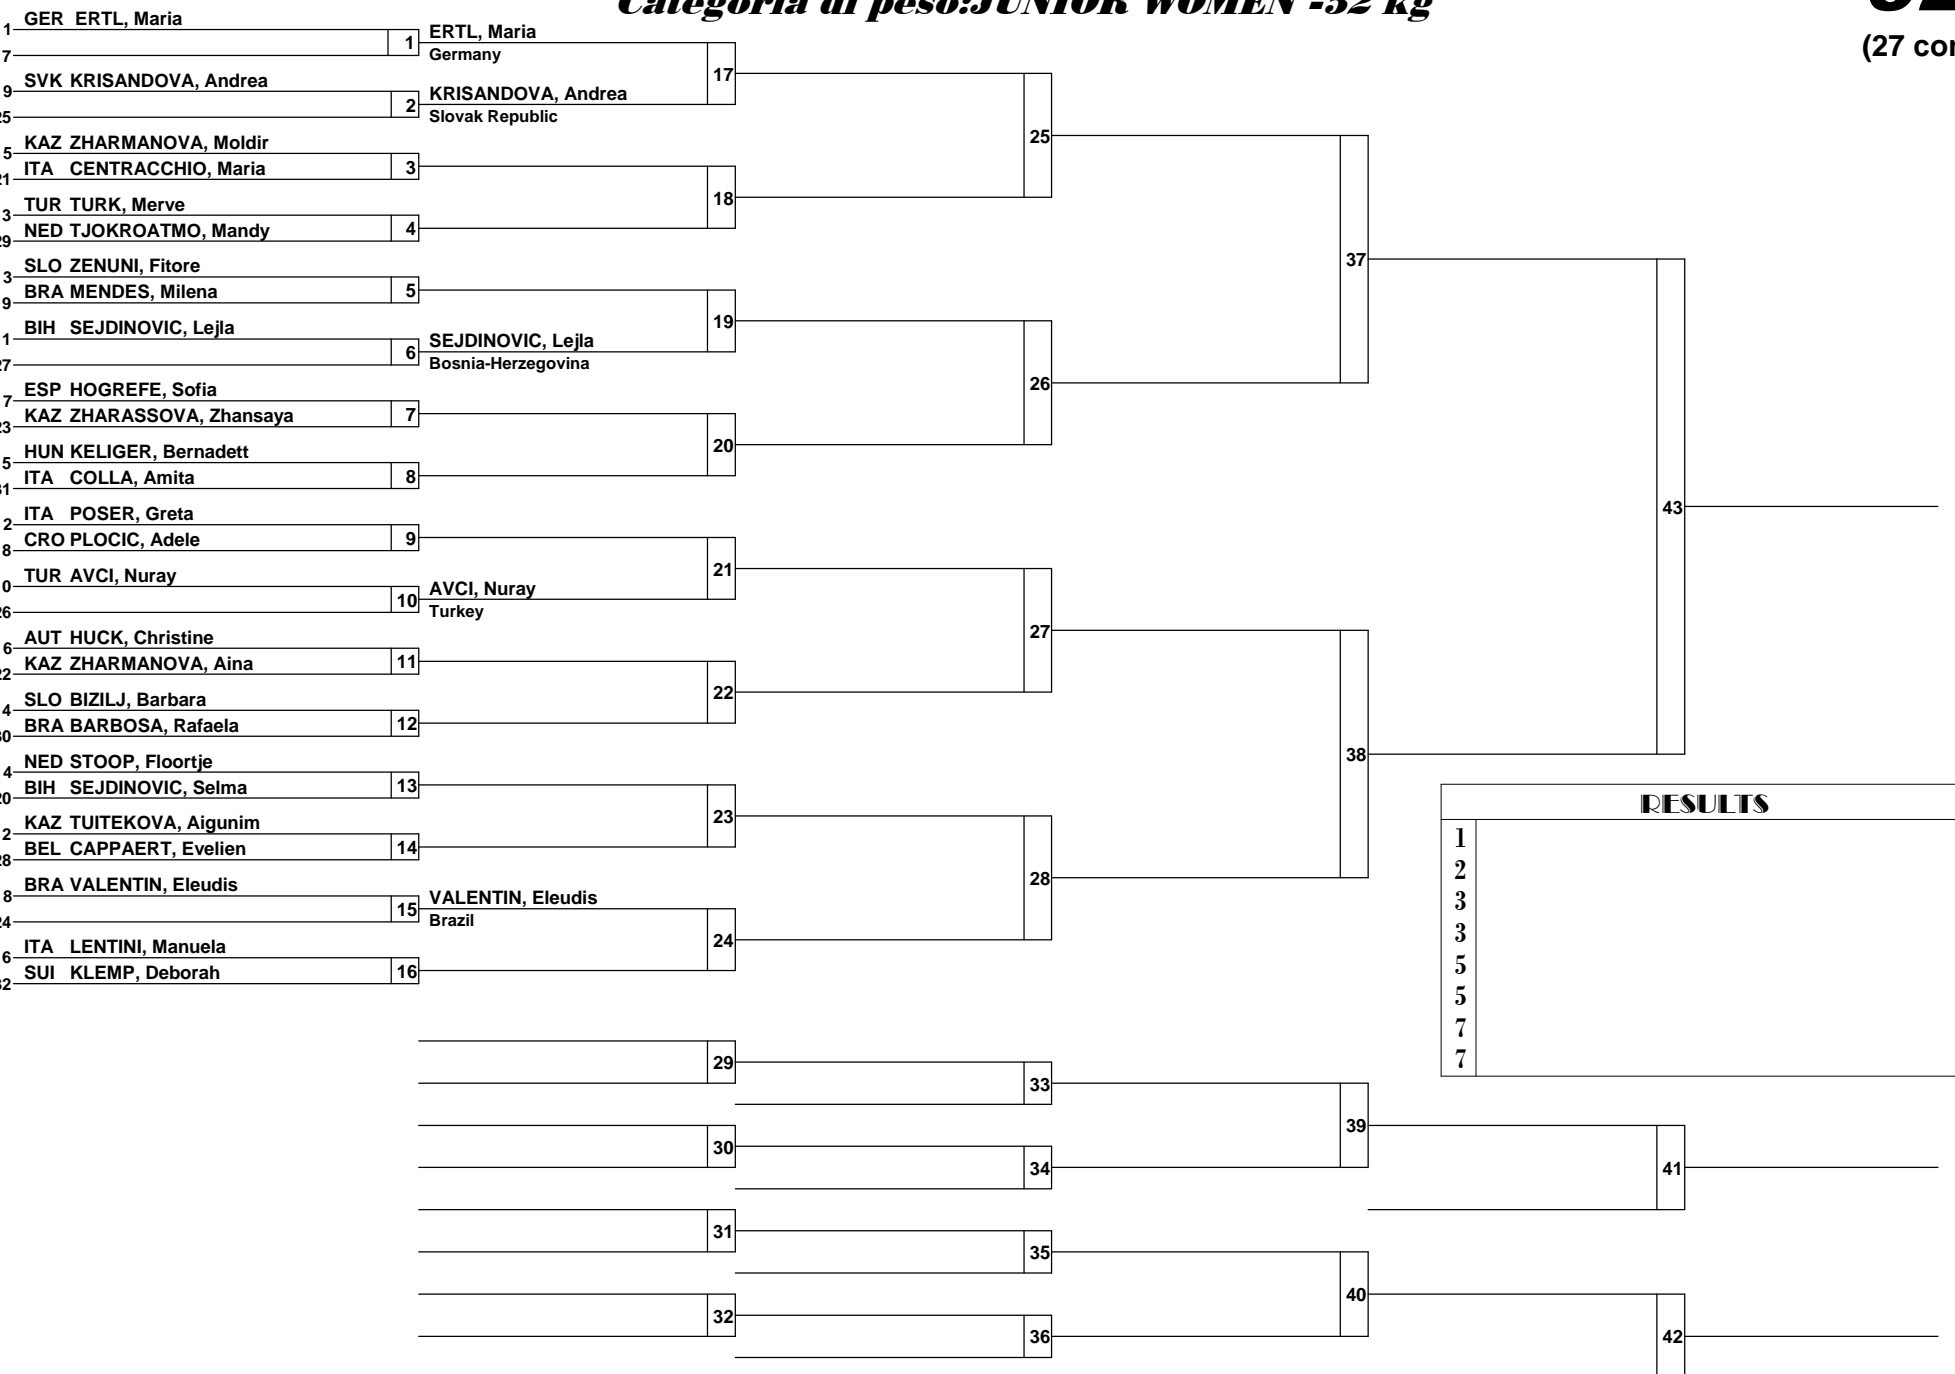 Categoria di peso:JUNIOR WOMEN -52 kg
(27
1 GER ERTL, Maria
7
1
ERTL, Maria
Germany
9 SVK KRISANDOVA, Andrea
25
2
KRISANDOVA, Andrea
Slovak Republic
17
5 KAZ ZHARMANOVA, Moldir
21 ITA CENTRACCHIO, Maria
3
3 TUR TURK, Merve
29 NED TJOKROATMO, Mandy
4
18
25
3 SLO ZENUNI, Fitore
9 BRA MENDES, Milena
5
1 BIH SEJDINOVIC, Lejla
27
6
SEJDINOVIC, Lejla
Bosnia-Herzegovina
19
7 ESP HOGREFE, Sofia
23 KAZ ZHARASSOVA, Zhansaya
7
5 HUN KELIGER, Bernadett
31 ITA COLLA, Amita
8
20
26
37
2 ITA POSER, Greta
8 CRO PLOCIC, Adele
9
0 TUR AVCI, Nuray
26
10
AVCI, Nuray
Turkey
21
6 AUT HUCK, Christine
22 KAZ ZHARMANOVA, Aina
11
4 SLO BIZILJ, Barbara
30 BRA BARBOSA, Rafaela
12
22
27
4 NED STOOP, Floortje
20 BIH SEJDINOVIC, Selma
13
2 KAZ TUITEKOVA, Aigunim
28 BEL CAPPAERT, Evelien
14
23
8 BRA VALENTIN, Eleudis
24
15
VALENTIN, Eleudis
Brazil
6 ITA LENTINI, Manuela
32 SUI KLEMP, Deborah
16
24
28
38
43
RESULTS
1
2
3
3
5
5
7
7
29
33
30
34
39
41
31
35
32
36
40
42